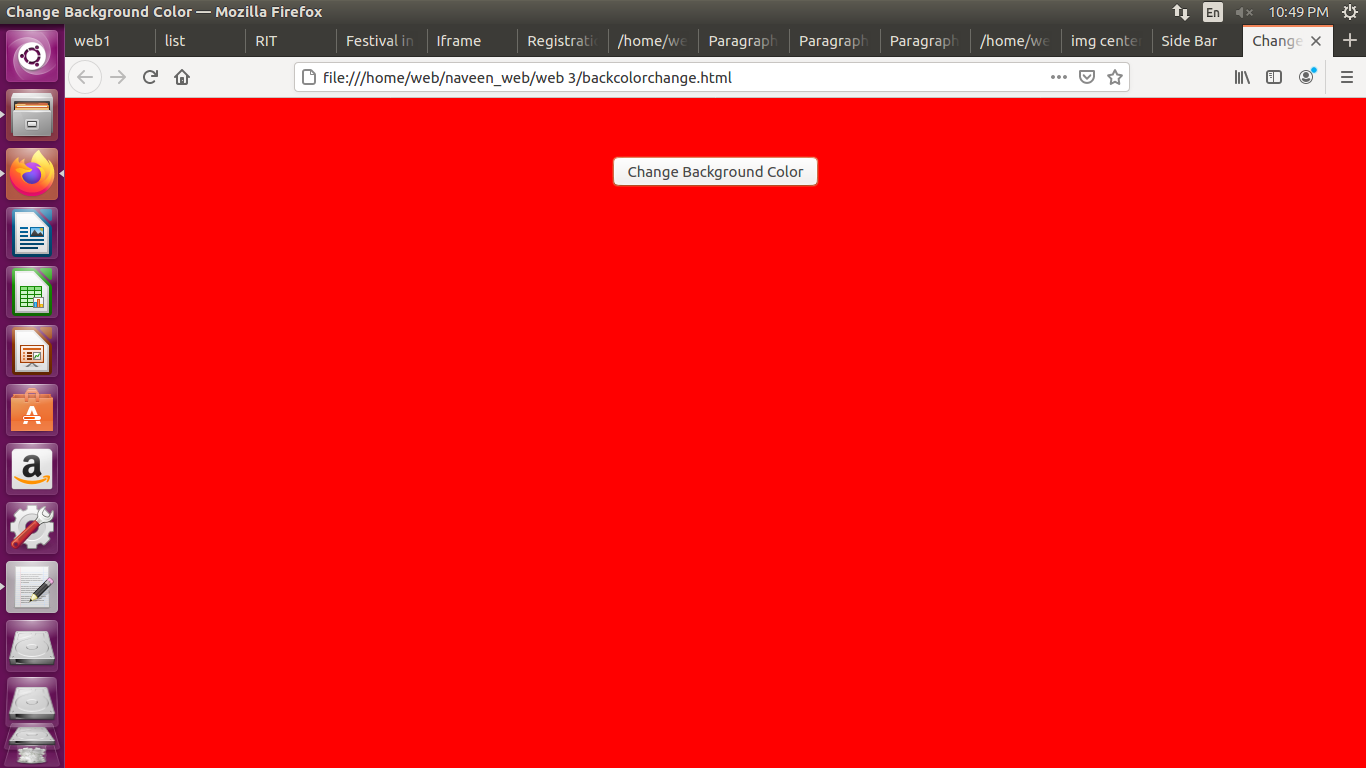 Change Background Color — Mozilla Firefox
En
10:49 PM
web1
list
RIT
Festival in
Iframe
Registrati
/home/we
Paragraph
Paragraph
Paragraph
/home/we
img cente
Side Bar
Change
file:///home/web/naveen_web/web 3/backcolorchange.html
Change Background Color
A
a